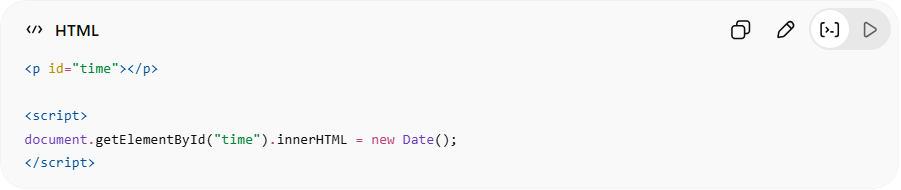 HTML
<p id="time"></p>
<script>
document.getElementById("time").innerHTML = new Date();
</script>